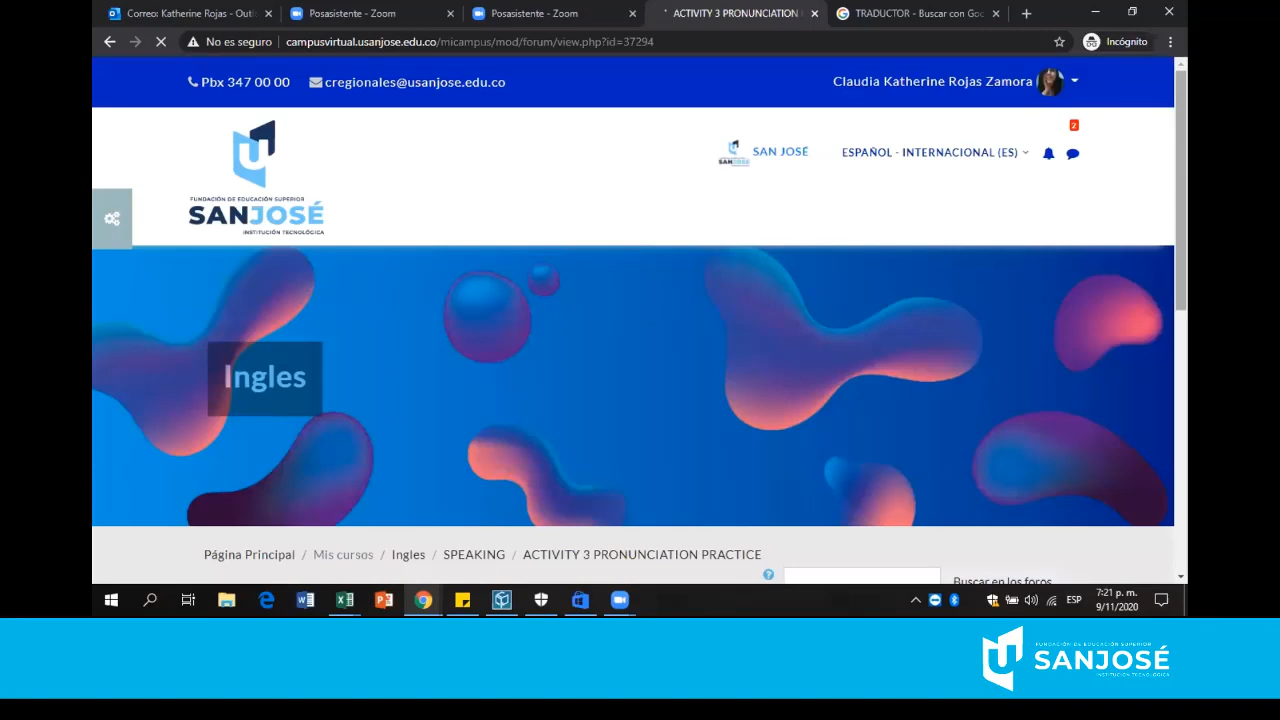 Correo: Katherine Rojas - Outl
Posasistente - Zoom
Posasistente - Zoom
ACTIVITY 3 PRONUNCIATION
TRADUCTOR - Buscar con Goo
No es seguro
campusvirtual.usanjose.edu.co/micampus/mod/forum/view.php?id=37294
Incógnito
Pbx 347 00 00
cregionales@usanjose.edu.co
Claudia Katherine Rojas Zamora
2
SAN JOSÉ
ESPAÑOL - INTERNACIONAL (ES)
FUNDACIÓN DE EDUCACIÓN SUPERIOR
SANJOSÉ
INSTITUCIÓN TECNOLÓGICA
Ingles
Página Principal / Mis cursos / Ingles / SPEAKING / ACTIVITY 3 PRONUNCIATION PRACTICE
Buscar en los foros
ESP
7:21 p. m.
9/11/2020
FUNDACIÓN DE EDUCACIÓN SUPERIOR
SANJOSÉ
INSTITUCIÓN TECNOLÓGICA